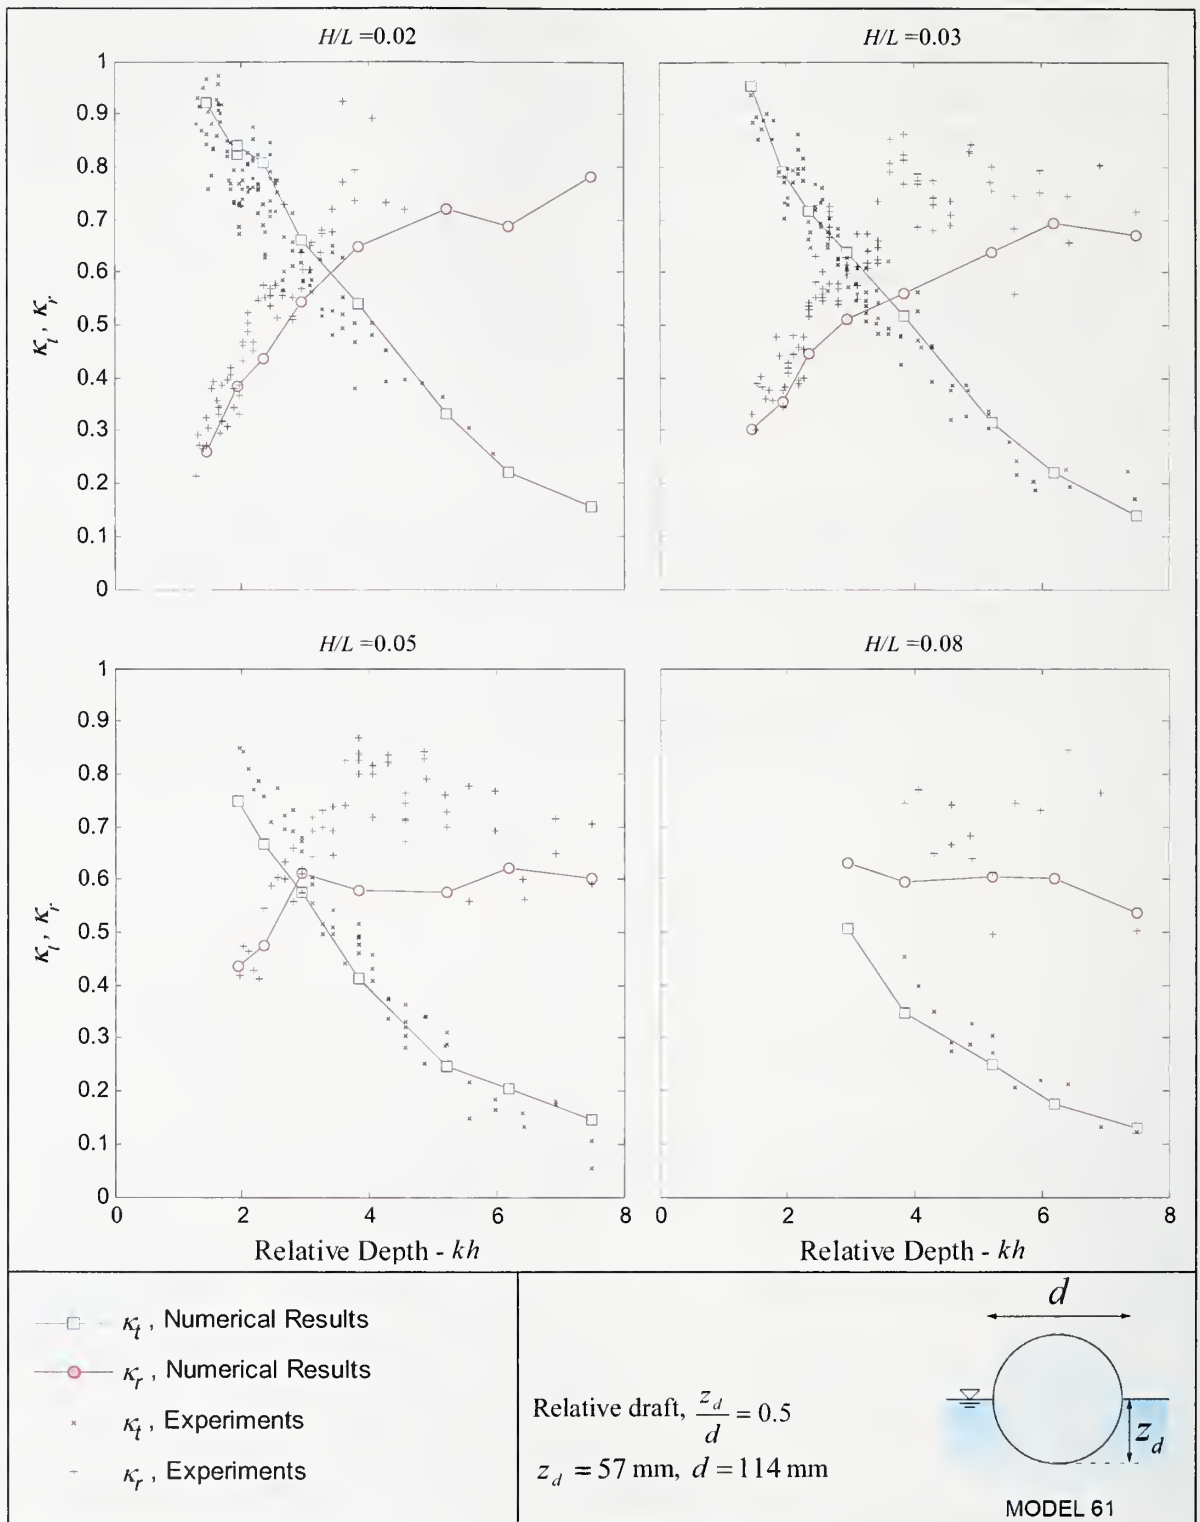 H/L =0.02
H/L =0.03
1
0.9
0.8
0.7
0.6
0.5
0.4
0.3
0.2
0.1
0
κt , κr
H/L =0.05
H/L =0.08
1
0.9
0.8
0.7
0.6
0.5
0.4
0.3
0.2
0.1
0
κt , κr
0 2 4 6 8
0 2 4 6 8
Relative Depth - kh
Relative Depth - kh
κt , Numerical Results
κr , Numerical Results
κt , Experiments
κr , Experiments
Relative draft, zd/d = 0.5
zd = 57 mm, d = 114 mm
d
zd
MODEL 61